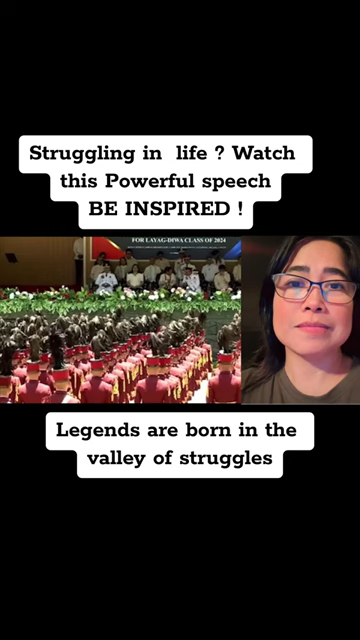 Struggling in life ? Watch
this Powerful speech
BE INSPIRED !
FOR LAYAG-DIWA CLASS OF 2024
Legends are born in the
valley of struggles